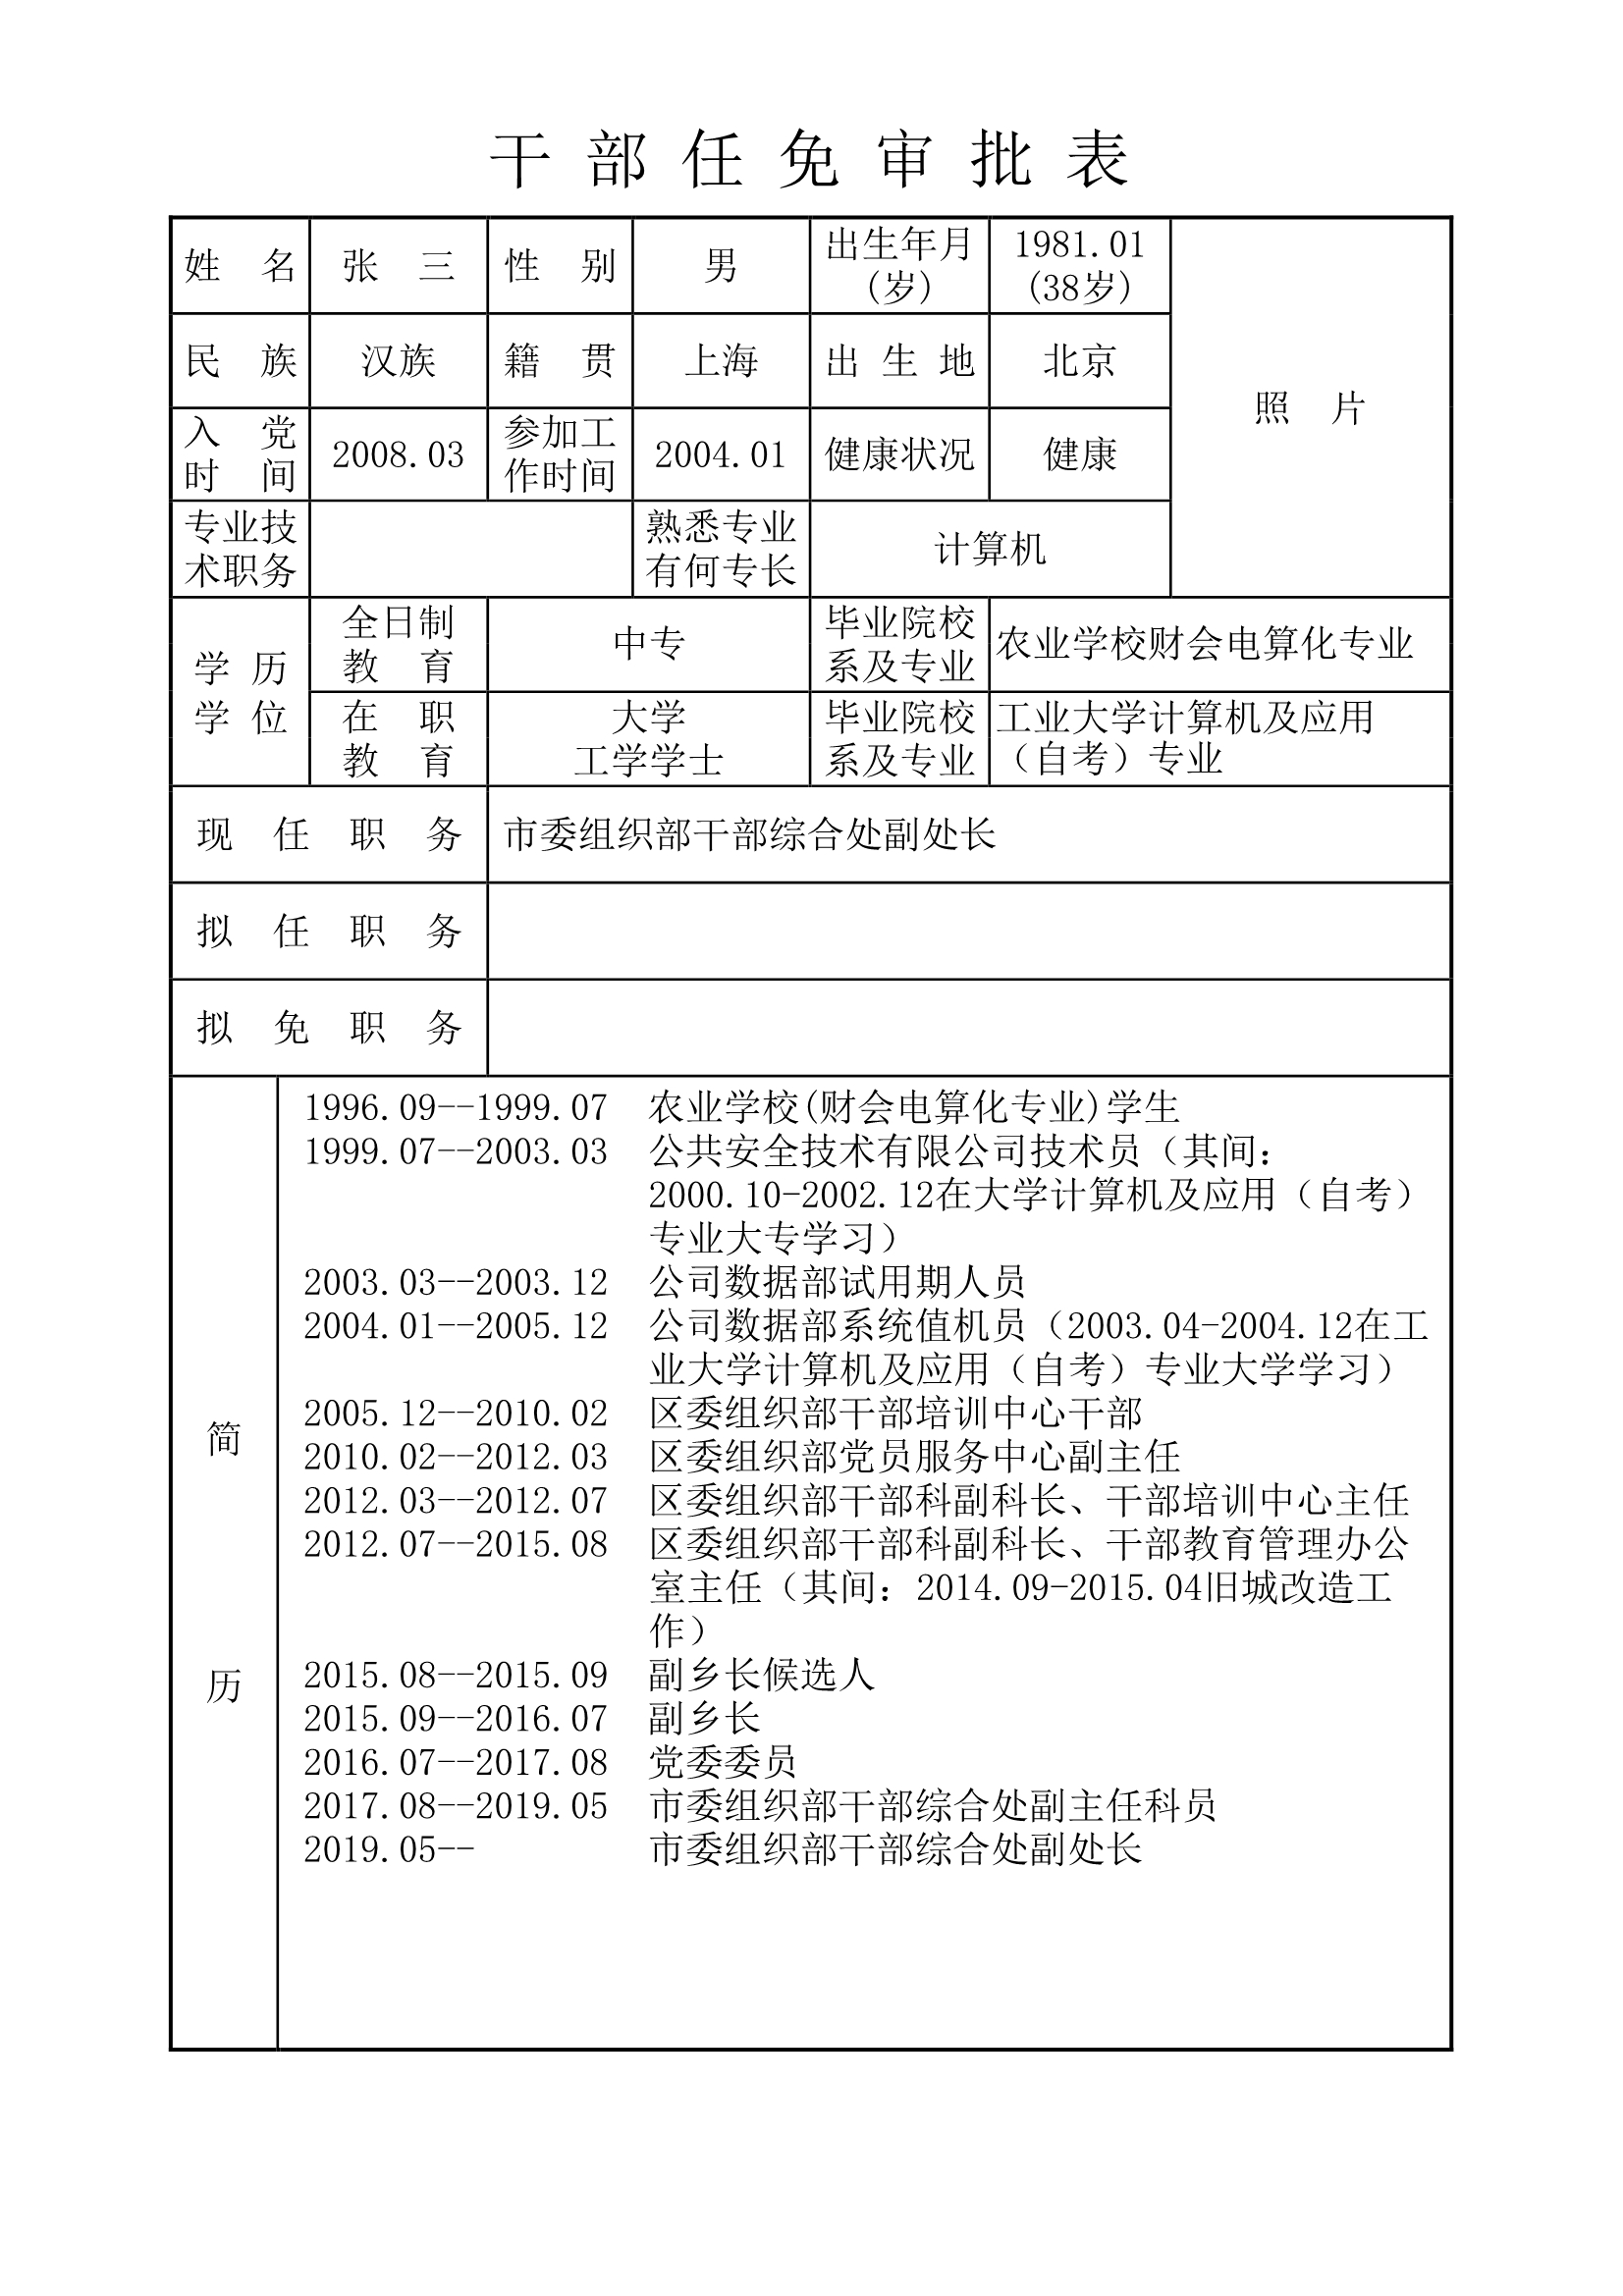 干部任免审批表
姓 名 张 三 性 别 男 出生年月(岁) 1981.01(38岁) 照 片
民 族 汉族 籍 贯 上海 出 生 地 北京
入 党时 间 2008.03 参加工作时间 2004.01 健康状况 健康
专业技术职务 熟悉专业有何专长 计算机
学 历学 位 全日制教 育 中专 毕业院校系及专业 农业学校财会电算化专业
在 职教 育 大学工学学士 毕业院校系及专业 工业大学计算机及应用（自考）专业
现 任 职 务 市委组织部干部综合处副处长
拟 任 职 务
拟 免 职 务
简 历
1996.09--1999.07 农业学校(财会电算化专业)学生
1999.07--2003.03 公共安全技术有限公司技术员（其间：
2000.10-2002.12在大学计算机及应用（自考）
专业大专学习）
2003.03--2003.12 公司数据部试用期人员
2004.01--2005.12 公司数据部系统值机员（2003.04-2004.12在工
业大学计算机及应用（自考）专业大学学习）
2005.12--2010.02 区委组织部干部培训中心干部
2010.02--2012.03 区委组织部党员服务中心副主任
2012.03--2012.07 区委组织部干部科副科长、干部培训中心主任
2012.07--2015.08 区委组织部干部科副科长、干部教育管理办公
室主任（其间：2014.09-2015.04旧城改造工
作）
2015.08--2015.09 副乡长候选人
2015.09--2016.07 副乡长
2016.07--2017.08 党委委员
2017.08--2019.05 市委组织部干部综合处副主任科员
2019.05-- 市委组织部干部综合处副处长